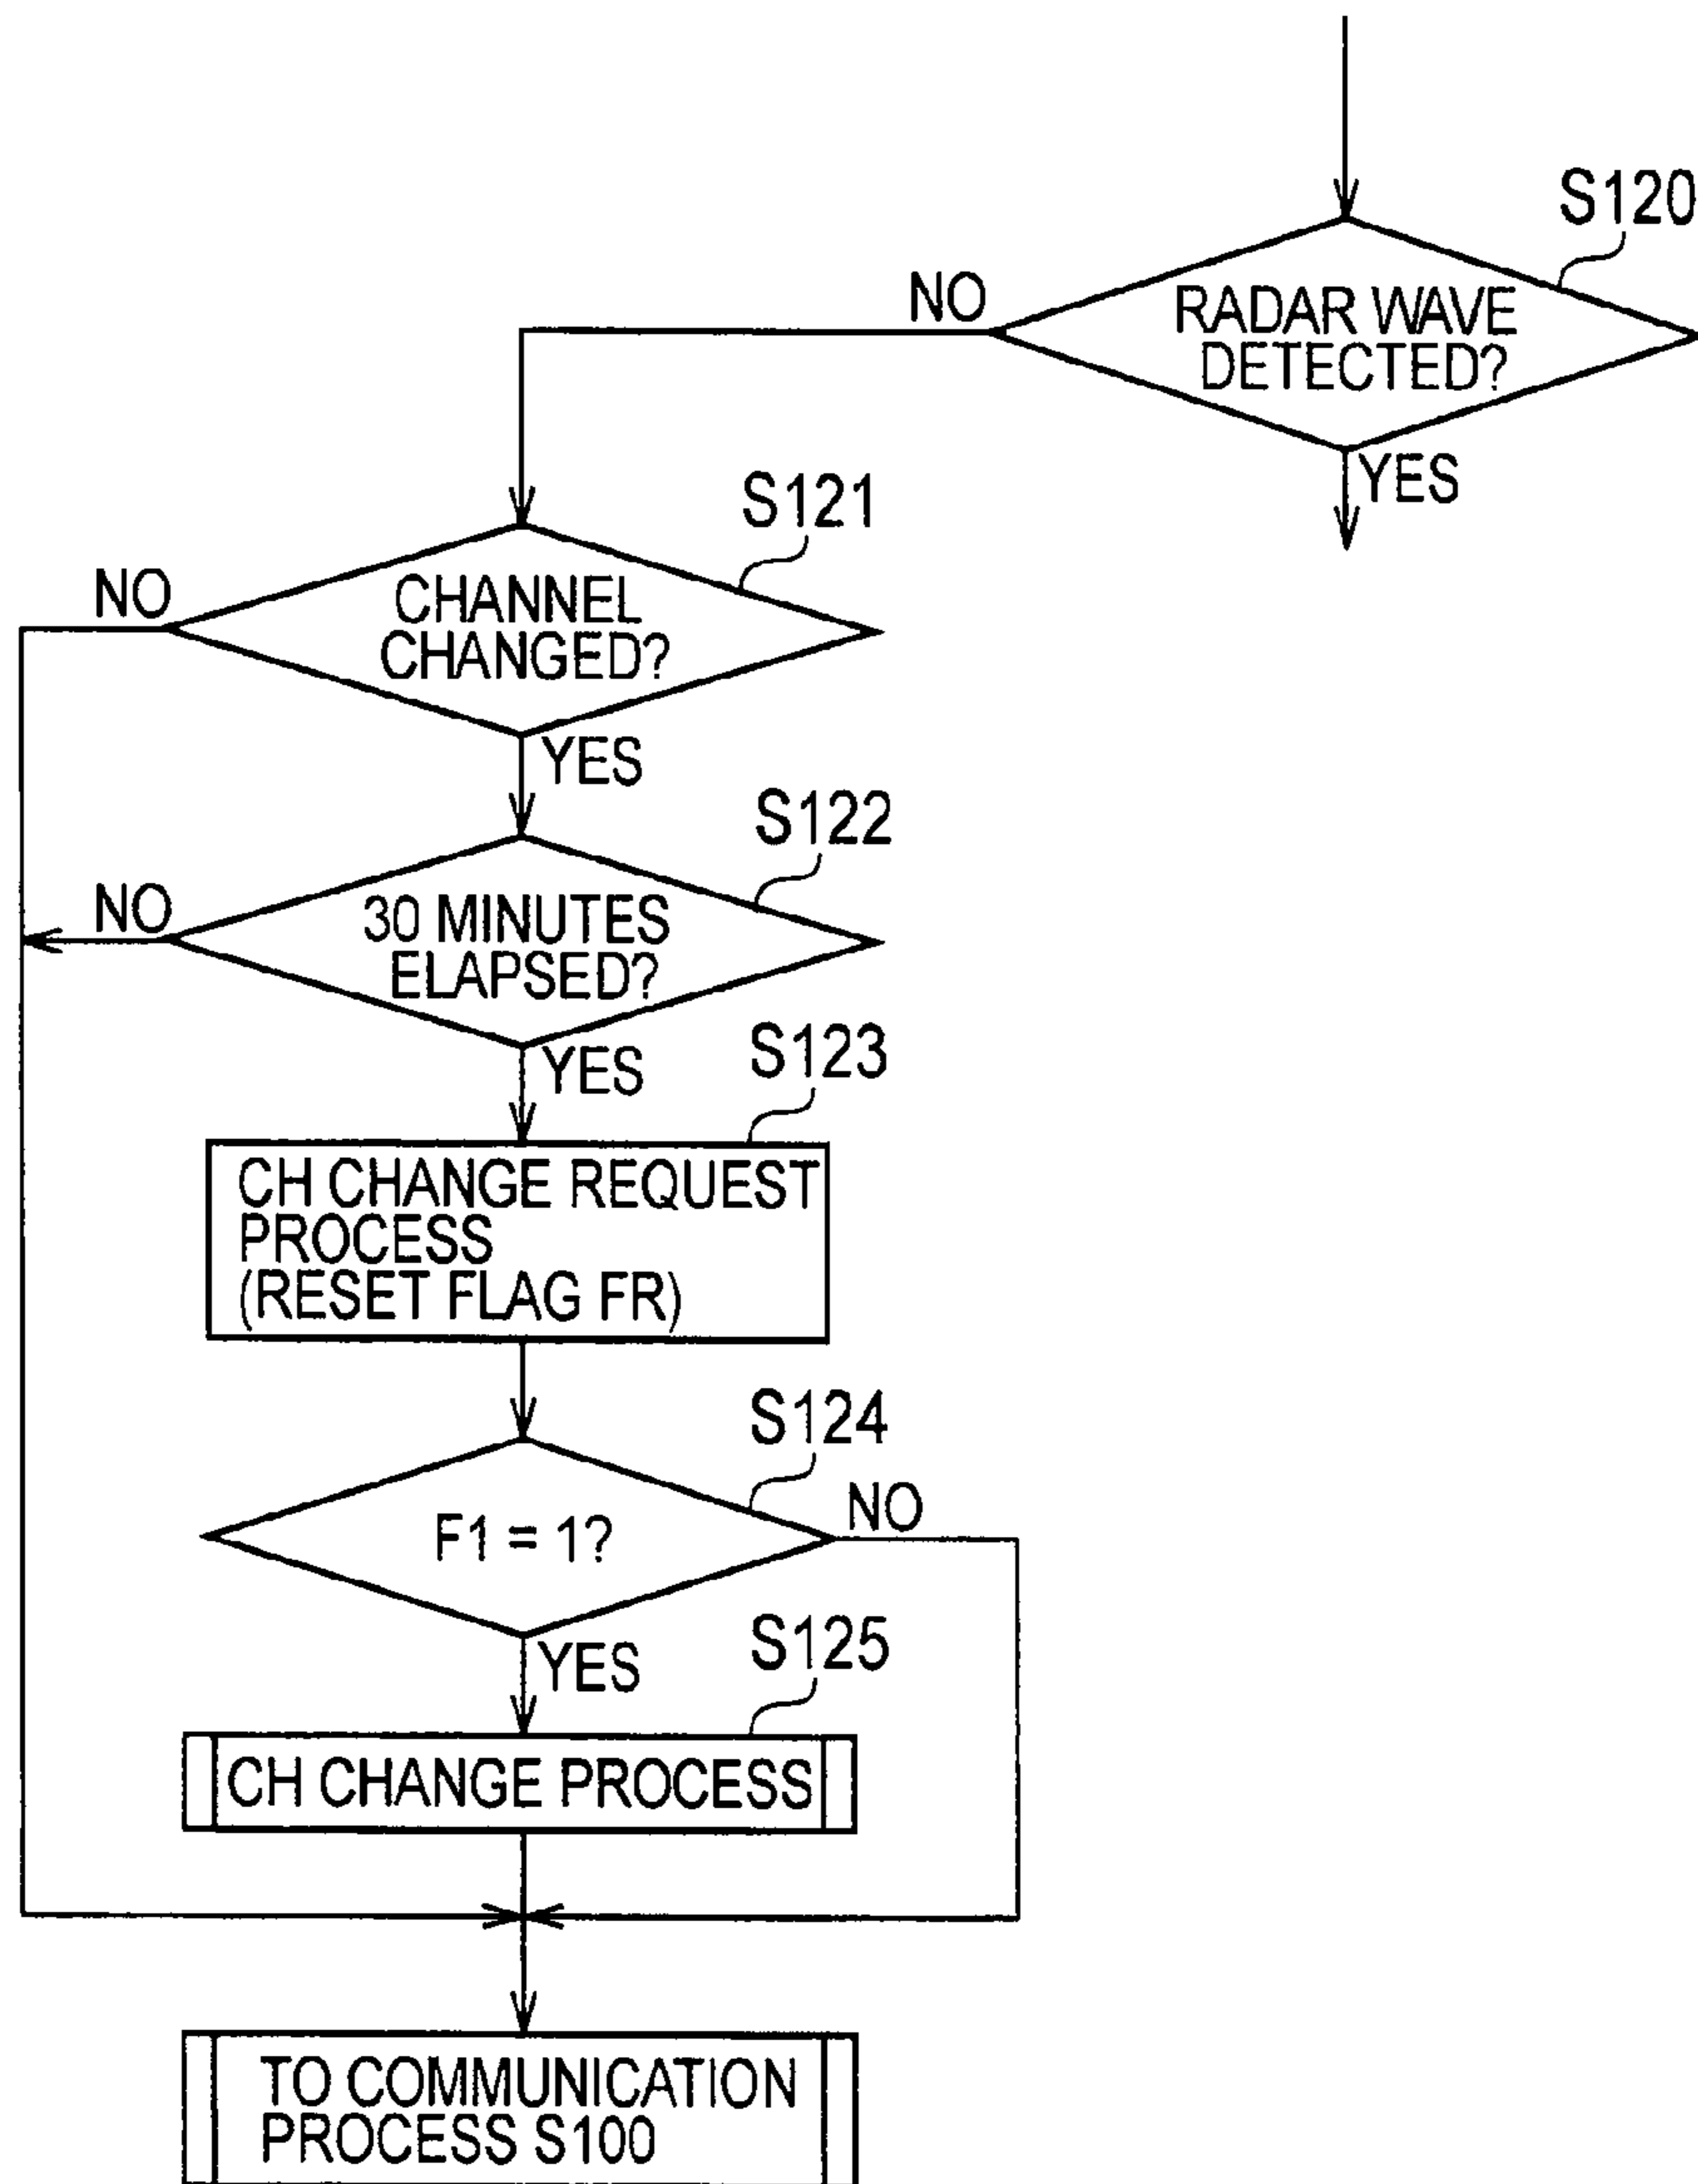 S120
NO
RADAR WAVE
DETECTED?
YES
S121
NO
CHANNEL
CHANGED?
YES
S122
NO
30 MINUTES
ELAPSED?
YES
S123
CH CHANGE REQUEST
PROCESS
(RESET FLAG FR)
S124
NO
F1 = 1?
YES
S125
CH CHANGE PROCESS
TO COMMUNICATION
PROCESS S100